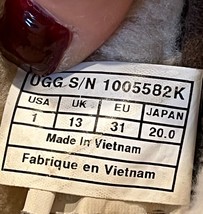 UGG S/N 1005582K
USA UK EU JAPAN
1 13 31 20.0
Made in Vietnam
Fabrique en Vietnam